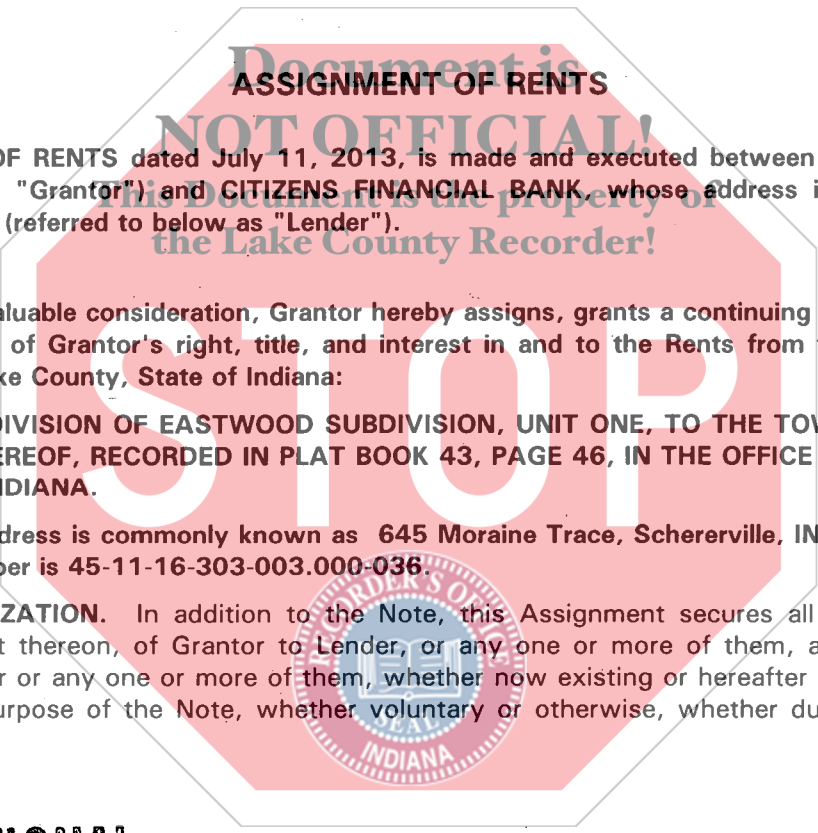 Document is
ASSIGNMENT OF RENTS
NOT OFFICIAL!
OF RENTS dated July 11, 2013, is made and executed between
"Grantor") and CITIZENS FINANCIAL BANK, whose address i
This Document is the property of
(referred to below as "Lender").
the Lake County Recorder!
aluable consideration, Grantor hereby assigns, grants a continuing
of Grantor's right, title, and interest in and to the Rents from
ke County, State of Indiana:
STOP
DIVISION OF EASTWOOD SUBDIVISION, UNIT ONE, TO THE TOW
EREOF, RECORDED IN PLAT BOOK 43, PAGE 46, IN THE OFFICE
NDIANA.
dress is commonly known as 645 Moraine Trace, Schererville, IN
ber is 45-11-16-303-003.000-036.
IZATION. In addition to the Note, this Assignment secures all
t thereon, of Grantor to Lender, or any one or more of them, a
r or any one or more of them, whether now existing or hereafter
urpose of the Note, whether voluntary or otherwise, whether du
RECORDER'S OFFICE
SEAL
INDIANA